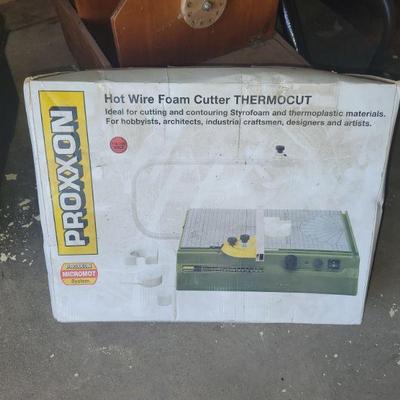 Hot Wire Foam Cutter THERMOCUT
Ideal for cutting and contouring Styrofoam and thermoplastic materials.
For hobbyists, architects, industrial craftsmen, designers and artists.
PROXXON
MICROMOT
System